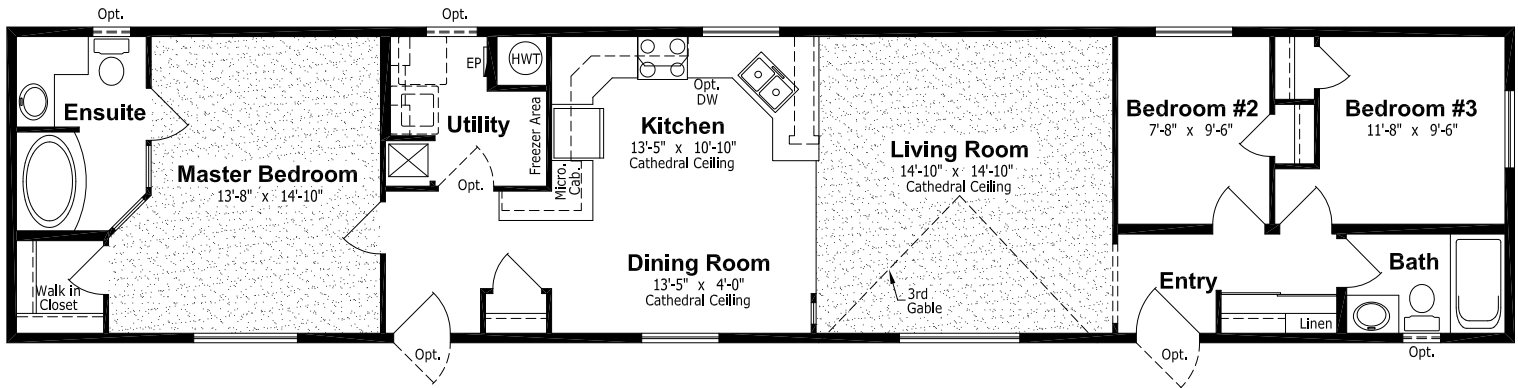 Opt.
Opt.
Ensuite
Master Bedroom
13'-8" x 14'-10"
Walk in
Closet
EP
HWT
Utility
Freezer Area
Opt.
Opt.
DW
Kitchen
13'-5" x 10'-10"
Cathedral Ceiling
Micro.
Cab.
Dining Room
13'-5" x 4'-0"
Cathedral Ceiling
Living Room
14'-10" x 14'-10"
Cathedral Ceiling
3rd
Gable
Bedroom #2
7'-8" x 9'-6"
Bedroom #3
11'-8" x 9'-6"
Entry
Bath
Linen
Opt.
Opt.
Opt.